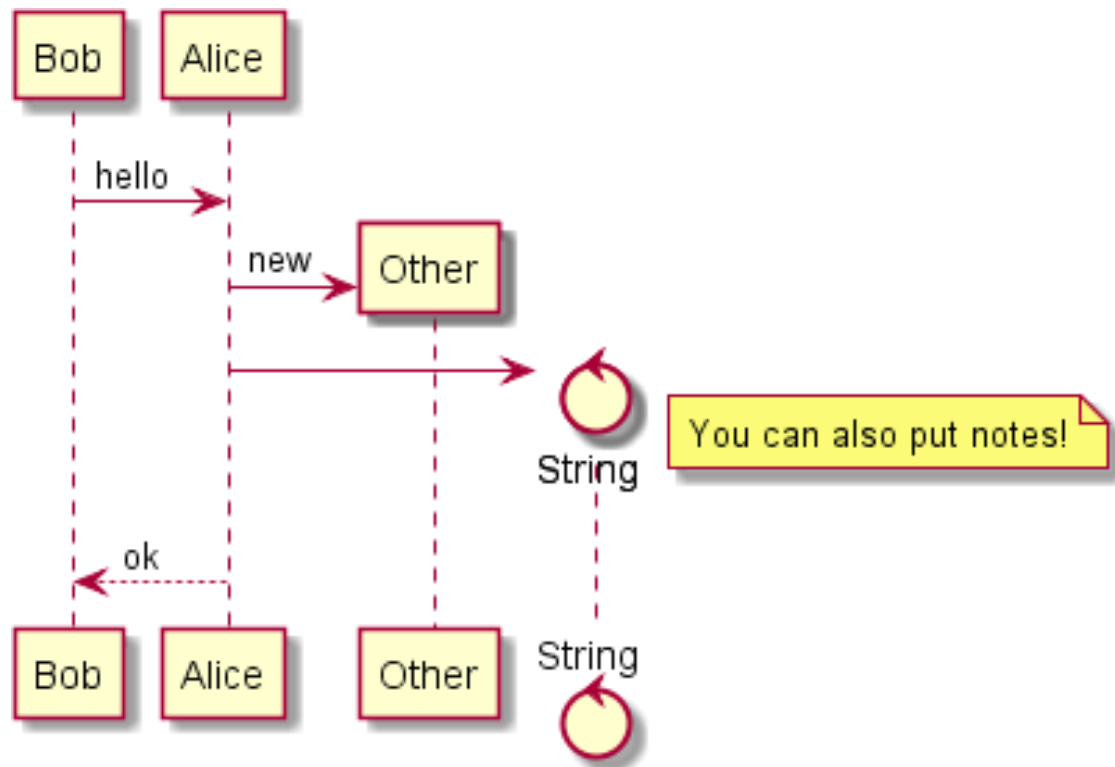 Bob
Alice
hello
new
Other
You can also put notes!
String
ok
Bob
Alice
Other
String